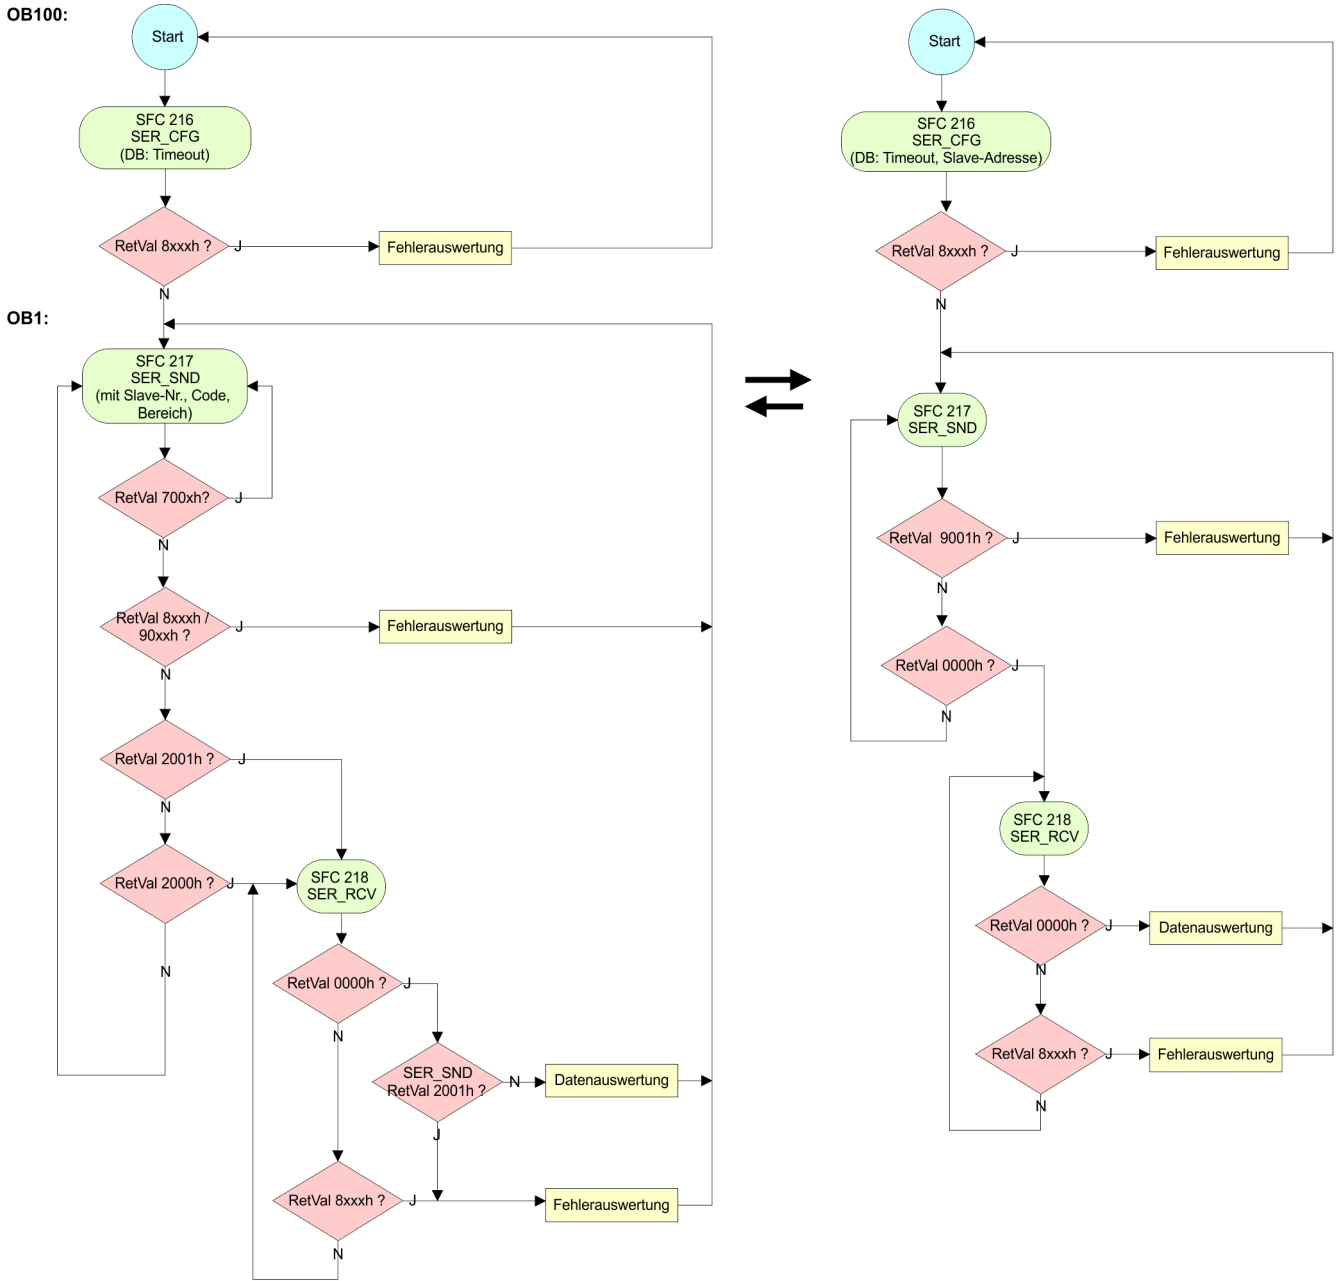 OB100:
Start
SFC 216
SER_CFG
(DB: Timeout)
RetVal 8xxxh ?
J
Fehlerauswertung
N
OB1:
SFC 217
SER_SND
(mit Slave-Nr., Code,
Bereich)
RetVal 700xh?
J
N
RetVal 8xxxh /
90xxh ?
J
Fehlerauswertung
N
RetVal 2001h ?
J
N
RetVal 2000h ?
J
N
SFC 218
SER_RCV
RetVal 0000h ?
J
N
SER_SND
RetVal 2001h ?
N
Datenauswertung
J
RetVal 8xxxh ?
J
Fehlerauswertung
N
Start
SFC 216
SER_CFG
(DB: Timeout, Slave-Adresse)
RetVal 8xxxh ?
J
Fehlerauswertung
N
SFC 217
SER_SND
RetVal 9001h ?
J
Fehlerauswertung
N
RetVal 0000h ?
J
N
SFC 218
SER_RCV
RetVal 0000h ?
J
Datenauswertung
N
RetVal 8xxxh ?
J
Fehlerauswertung
N